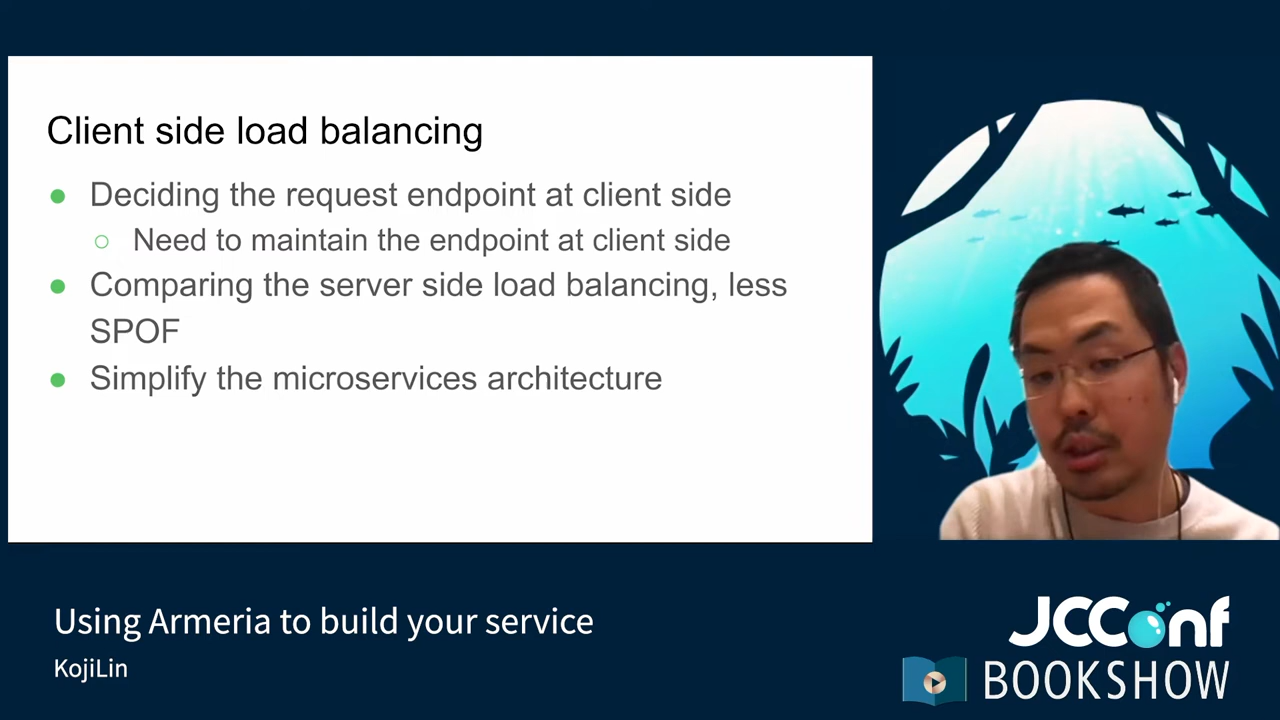 Client side load balancing
● Deciding the request endpoint at client side
○ Need to maintain the endpoint at client side
● Comparing the server side load balancing, less
SPOF
● Simplify the microservices architecture
Using Armeria to build your service
KojiLin
JCConf
BOOKSHOW